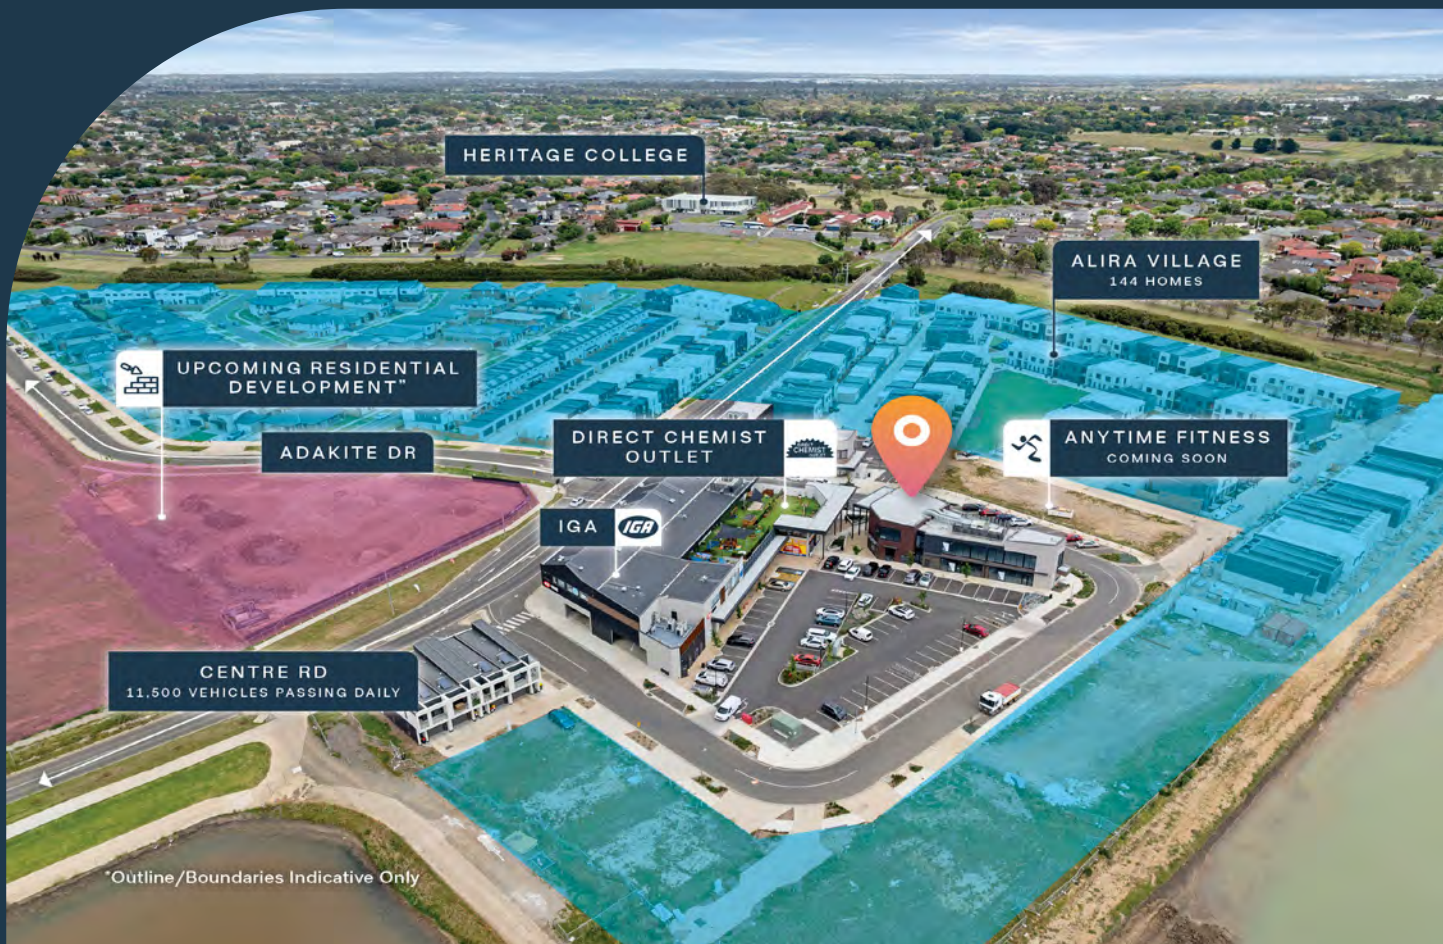 HERITAGE COLLEGE
ALIRA VILLAGE
144 HOMES
UPCOMING RESIDENTIAL
DEVELOPMENT"
ADAKITE DR
DIRECT CHEMIST
OUTLET
CHEMIST
ANYTIME FITNESS
COMING SOON
IGA
IGA
CENTRE RD
11,500 VEHICLES PASSING DAILY
*Outline/Boundaries Indicative Only